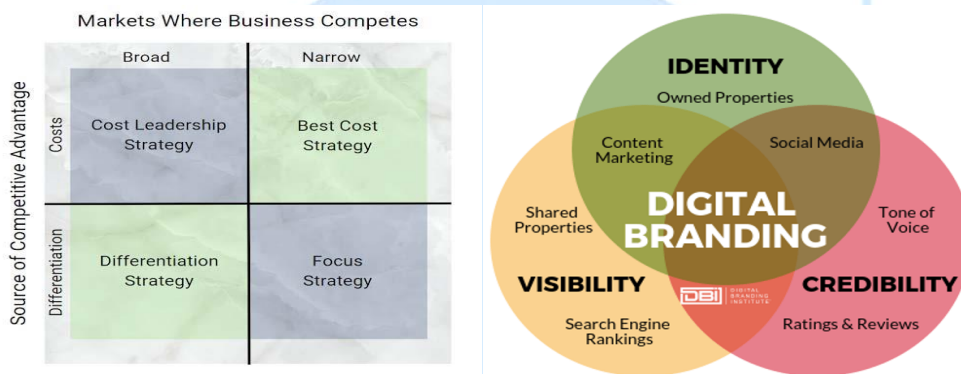 Markets Where Business Competes
Broad
Narrow
Source of Competitive Advantage
Costs
Cost Leadership
Strategy
Best Cost
Strategy
Differentiation
Differentiation
Strategy
Focus
Strategy
IDENTITY
Owned Properties
Content
Marketing
Social Media
DIGITAL
BRANDING
Shared
Properties
Tone of
Voice
VISIBILITY
CREDIBILITY
DBI
DIGITAL
BRANDING
INSTITUTE
Search Engine
Rankings
Ratings & Reviews